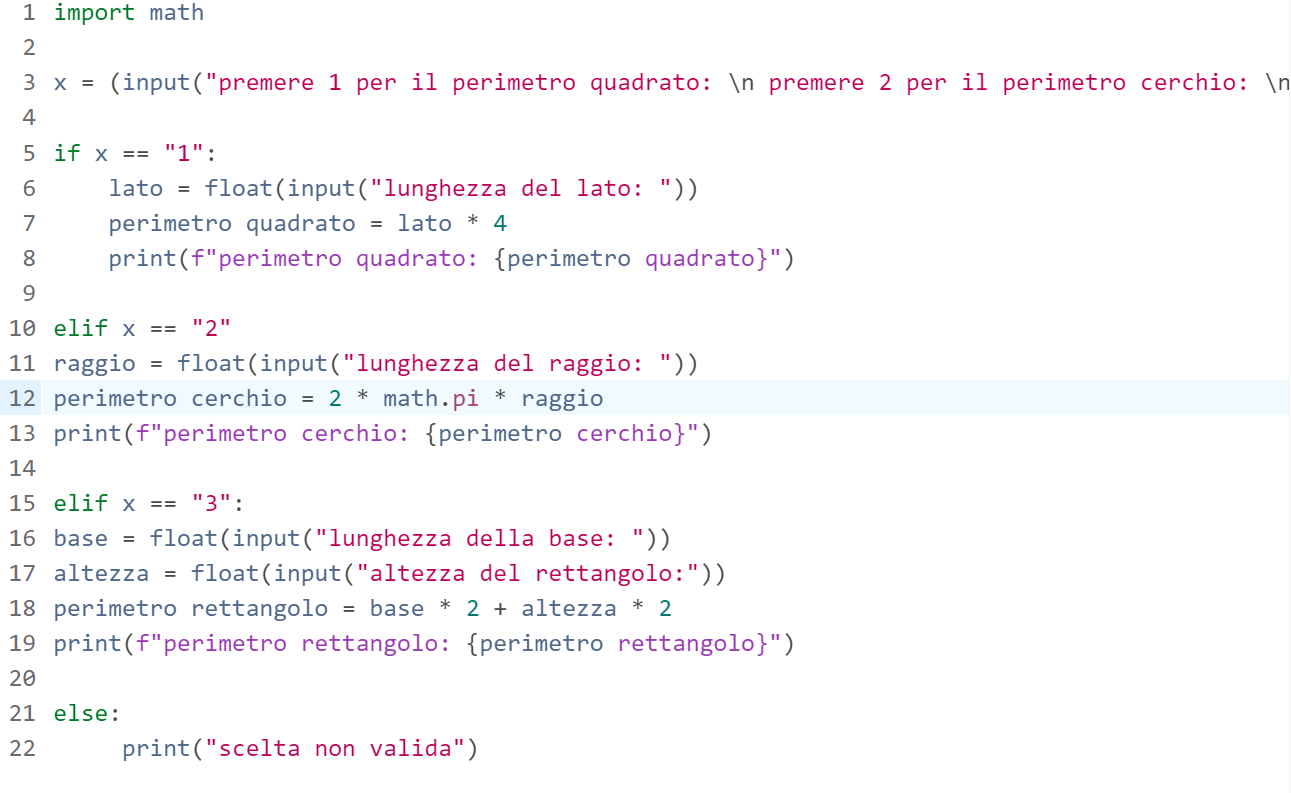 1 import math
2
3 x = (input("premere 1 per il perimetro quadrato: \n premere 2 per il perimetro cerchio: \n
4
5 if x == "1":
6     lato = float(input("lunghezza del lato: "))
7     perimetro quadrato = lato * 4
8     print(f"perimetro quadrato: {perimetro quadrato}")
9
10 elif x == "2"
11 raggio = float(input("lunghezza del raggio: "))
12 perimetro cerchio = 2 * math.pi * raggio
13 print(f"perimetro cerchio: {perimetro cerchio}")
14
15 elif x == "3":
16 base = float(input("lunghezza della base: "))
17 altezza = float(input("altezza del rettangolo:"))
18 perimetro rettangolo = base * 2 + altezza * 2
19 print(f"perimetro rettangolo: {perimetro rettangolo}")
20
21 else:
22      print("scelta non valida")